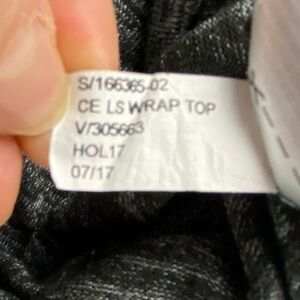 S/166365-02
CE LS WRAP TOP
V/305663
HOL17
07/17